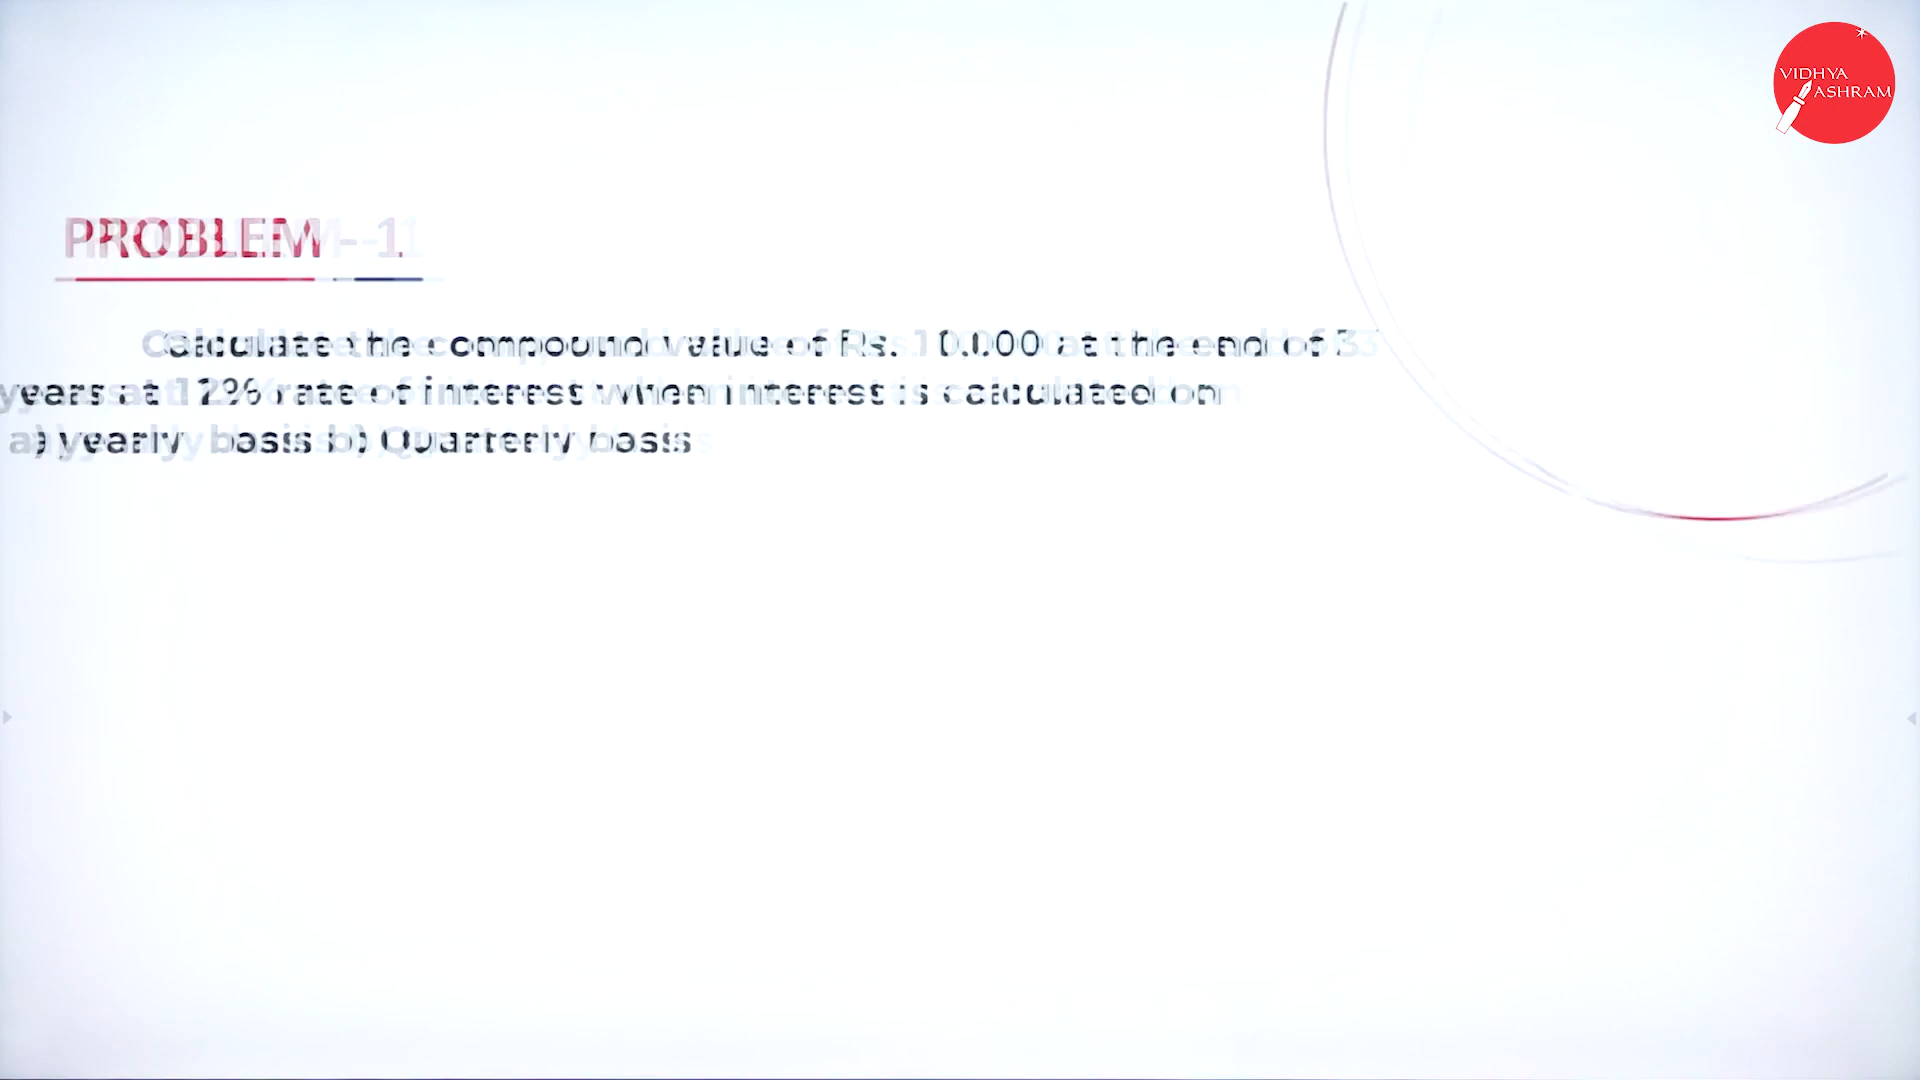 VIDHYA
ASHRAM
PROBLEM - 1
Calculate the compound value of Rs. 10,000 at the end of 3
years at 12% rate of interest when interest is calculated on
a) yearly basis b) Quarterly basis